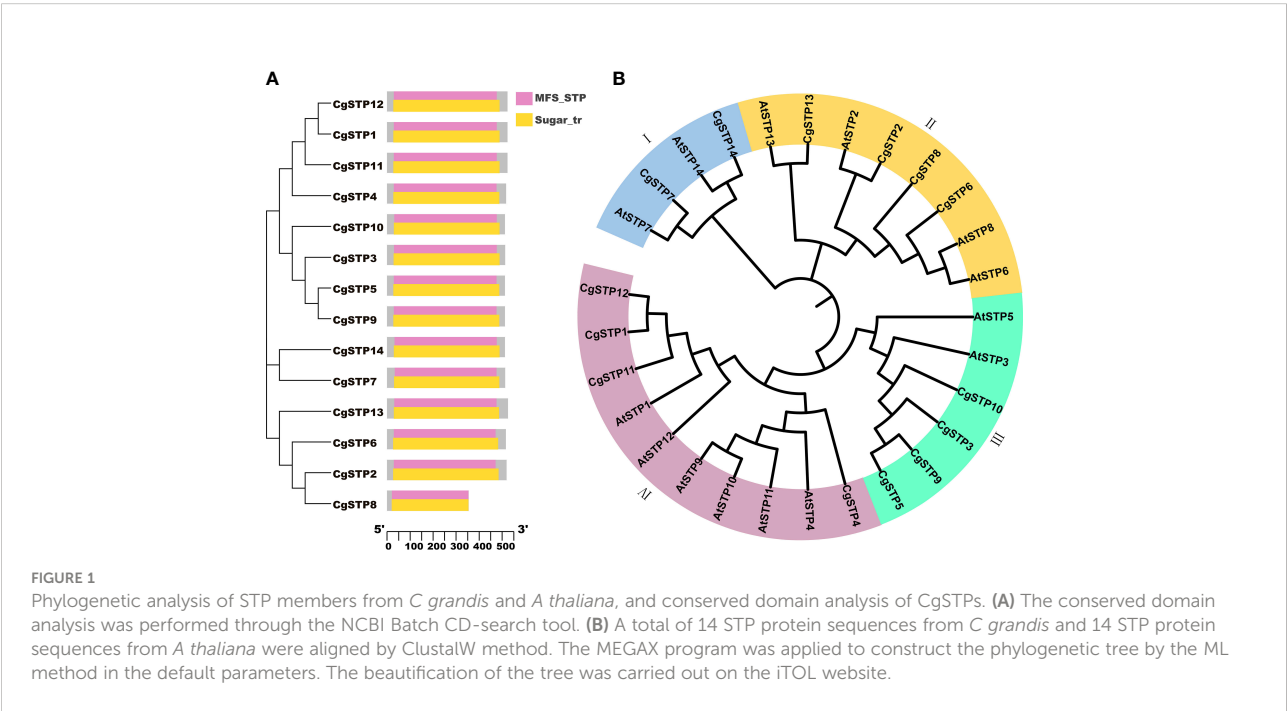 A
B
CgSTP12
CgSTP1
CgSTP11
CgSTP4
CgSTP10
CgSTP3
CgSTP5
CgSTP9
CgSTP14
CgSTP7
CgSTP13
CgSTP6
CgSTP2
CgSTP8
5'
3'
0 100 200 300 400 500
MFS_STP
Sugar_tr
I
AtSTP7
CgSTP7
AtSTP14
CgSTP14
II
AtSTP13
CgSTP13
AtSTP2
CgSTP2
CgSTP8
CgSTP6
AtSTP8
AtSTP6
III
AtSTP5
AtSTP3
CgSTP10
CgSTP3
CgSTP9
CgSTP5
IV
CgSTP4
AtSTP4
AtSTP11
AtSTP10
AtSTP9
AtSTP12
AtSTP1
CgSTP11
CgSTP1
CgSTP12
FIGURE 1
Phylogenetic analysis of STP members from C grandis and A thaliana, and conserved domain analysis of CgSTPs. (A) The conserved domain
analysis was performed through the NCBI Batch CD-search tool. (B) A total of 14 STP protein sequences from C grandis and 14 STP protein
sequences from A thaliana were aligned by ClustalW method. The MEGAX program was applied to construct the phylogenetic tree by the ML
method in the default parameters. The beautification of the tree was carried out on the iTOL website.